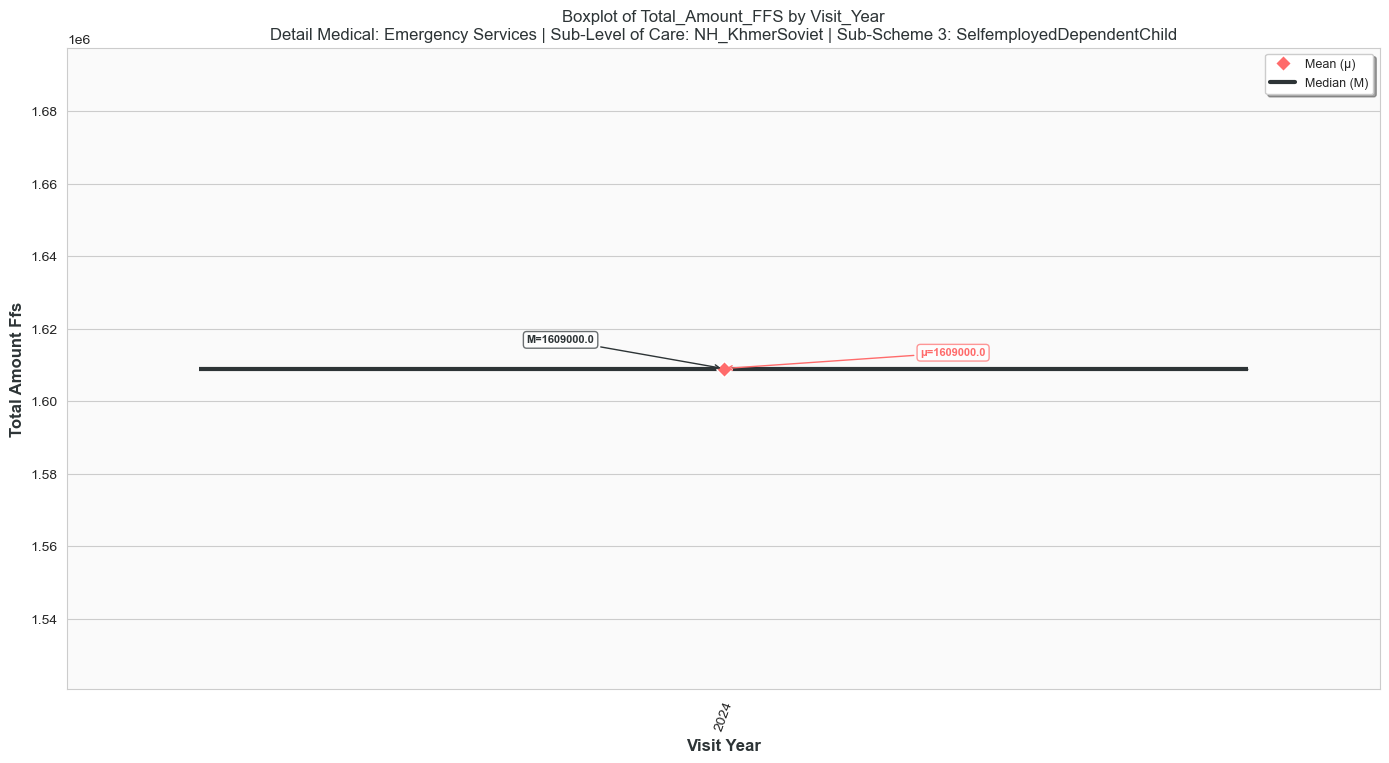 Boxplot of Total_Amount_FFS by Visit_Year
Detail Medical: Emergency Services | Sub-Level of Care: NH_KhmerSoviet | Sub-Scheme 3: SelfemployedDependentChild
1e6
Mean (μ)
Median (M)
1.68
1.66
1.64
1.62
1.60
1.58
1.56
1.54
Total Amount Ffs
M=1609000.0
μ=1609000.0
2024
Visit Year